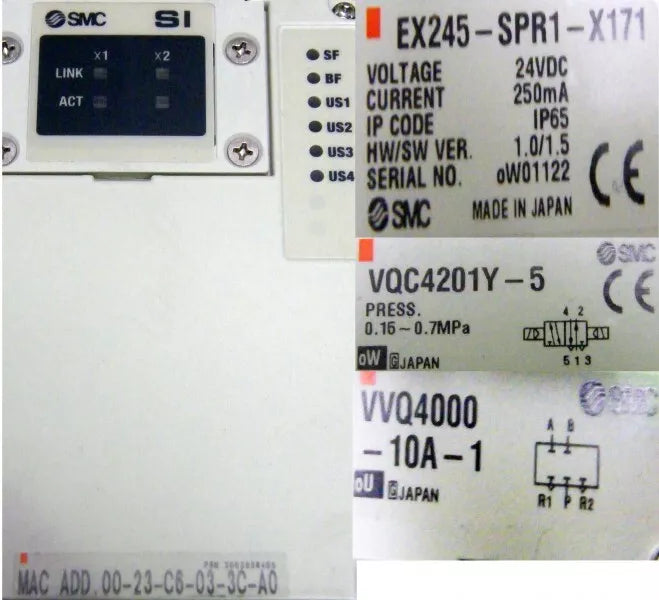 SMC SI
X1 X2
LINK
ACT
SF
BF
US1
US2
US3
US4
MAC ADD. 00-23-C6-03-3C-A0
EX245-SPR1-X171
VOLTAGE 24VDC
CURRENT 250mA
IP CODE IP65
HW/SW VER. 1.0/1.5
SERIAL NO. oW01122
CE
SMC MADE IN JAPAN
SMC
VQC4201Y-5
CE
PRESS.
0.16~0.7MPa
4 2
5 1 3
oW G JAPAN
SMC
VVQ4000
-10A-1
A B
oU G JAPAN
R1 P R2